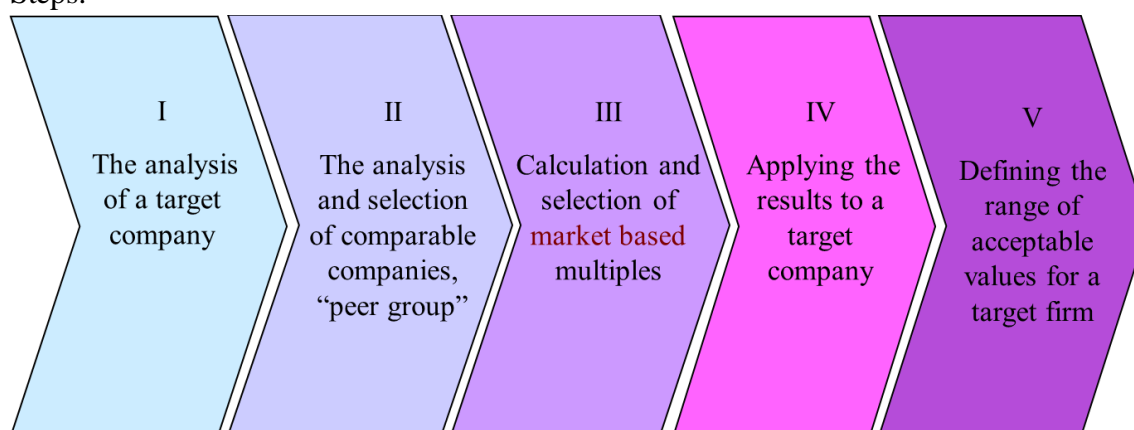 Steps:
I
The analysis
of a target
company
II
The analysis
and selection
of comparable
companies,
“peer group”
III
Calculation and
selection of
market based
multiples
IV
Applying the
results to a
target
company
V
Defining the
range of
acceptable
values for a
target firm